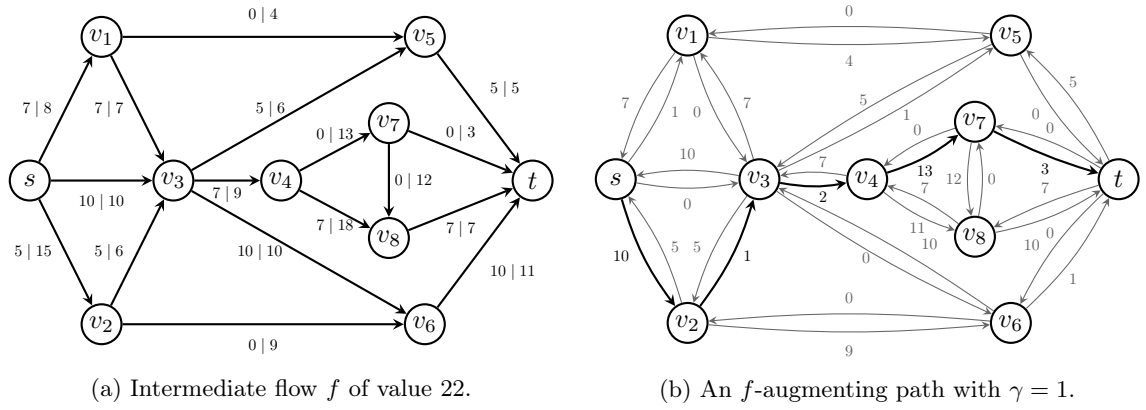 0 | 4
v1
v5
7 | 8
7 | 7
5 | 6
5 | 5
v7
0 | 13
0 | 3
s
10 | 10
v3
7 | 9
v4
0 | 12
t
5 | 15
5 | 6
7 | 18
v8
7 | 7
10 | 10
10 | 11
v2
v6
0 | 9
(a) Intermediate flow f of value 22.
0
v1
v5
4
7
1
0
7
5
1
5
0
0
v7
0
10
7
13
3
s
0
v3
2
v4
7
12
0
7
t
11
10
v8
10
5
5
1
0
10
0
1
v2
0
v6
9
(b) An f-augmenting path with γ = 1.